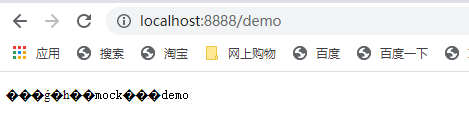 localhost:8888/demo
应用 搜索 淘宝 网上购物 百度 百度一下
���ġ�һ��mock���demo